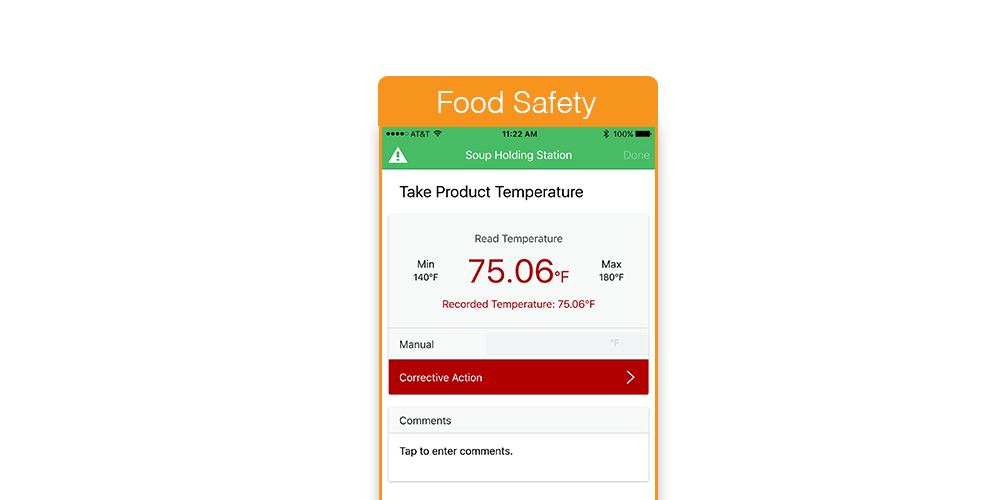 Food Safety
AT&T 11:22 AM 100%
Soup Holding Station Done
Take Product Temperature
Read Temperature
Min 75.06°F Max
140°F 180°F
Recorded Temperature: 75.06°F
Manual °F
Corrective Action
Comments
Tap to enter comments.